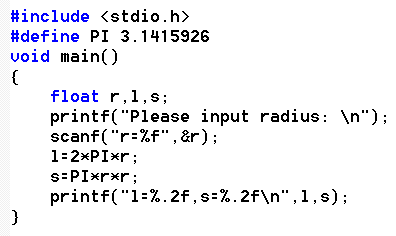 #include <stdio.h>
#define PI 3.1415926
void main()
{
    float r,l,s;
    printf("Please input radius: \n");
    scanf("r=%f",&r);
    l=2*PI*r;
    s=PI*r*r;
    printf("l=%.2f,s=%.2f\n",l,s);
}